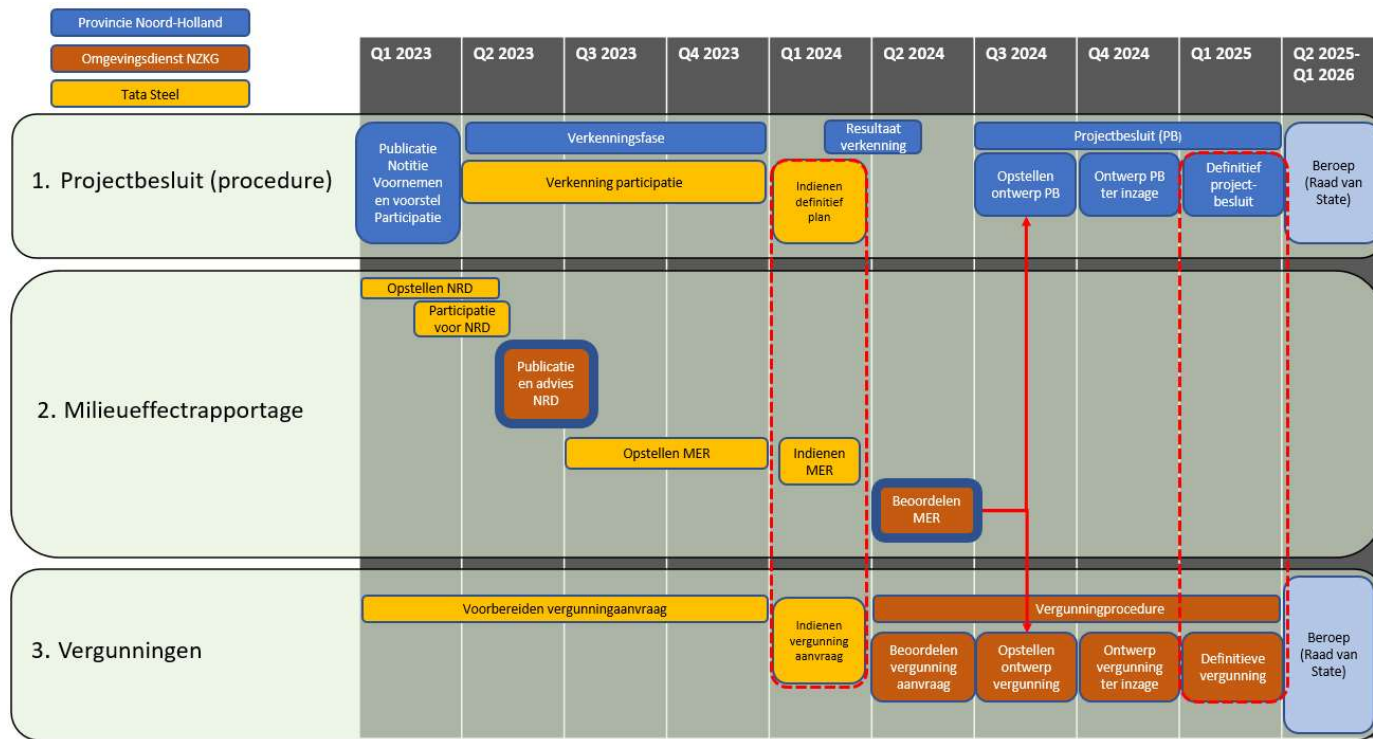 Provincie Noord-Holland
Omgevingsdienst NZKG
Tata Steel
Q1 2023
Q2 2023
Q3 2023
Q4 2023
Q1 2024
Q2 2024
Q3 2024
Q4 2024
Q1 2025
Q2 2025-
Q1 2026
1. Projectbesluit (procedure)
Publicatie
Notitie
Voornemen
en voorstel
Participatie
Verkenningsfase
Verkenning participatie
Indienen
definitief
plan
Resultaat
verkenning
Projectbesluit (PB)
Opstellen
ontwerp PB
Ontwerp PB
ter inzage
Definitief
project-
besluit
Beroep
(Raad van
State)
2. Milieueffectrapportage
Opstellen NRD
Participatie
voor NRD
Publicatie
en advies
NRD
Opstellen MER
Indienen
MER
Beoordelen
MER
3. Vergunningen
Voorbereiden vergunningaanvraag
Indienen
vergunning
aanvraag
Vergunningprocedure
Beoordelen
vergunning
aanvraag
Opstellen
ontwerp
vergunning
Ontwerp
vergunning
ter inzage
Definitieve
vergunning
Beroep
(Raad van
State)